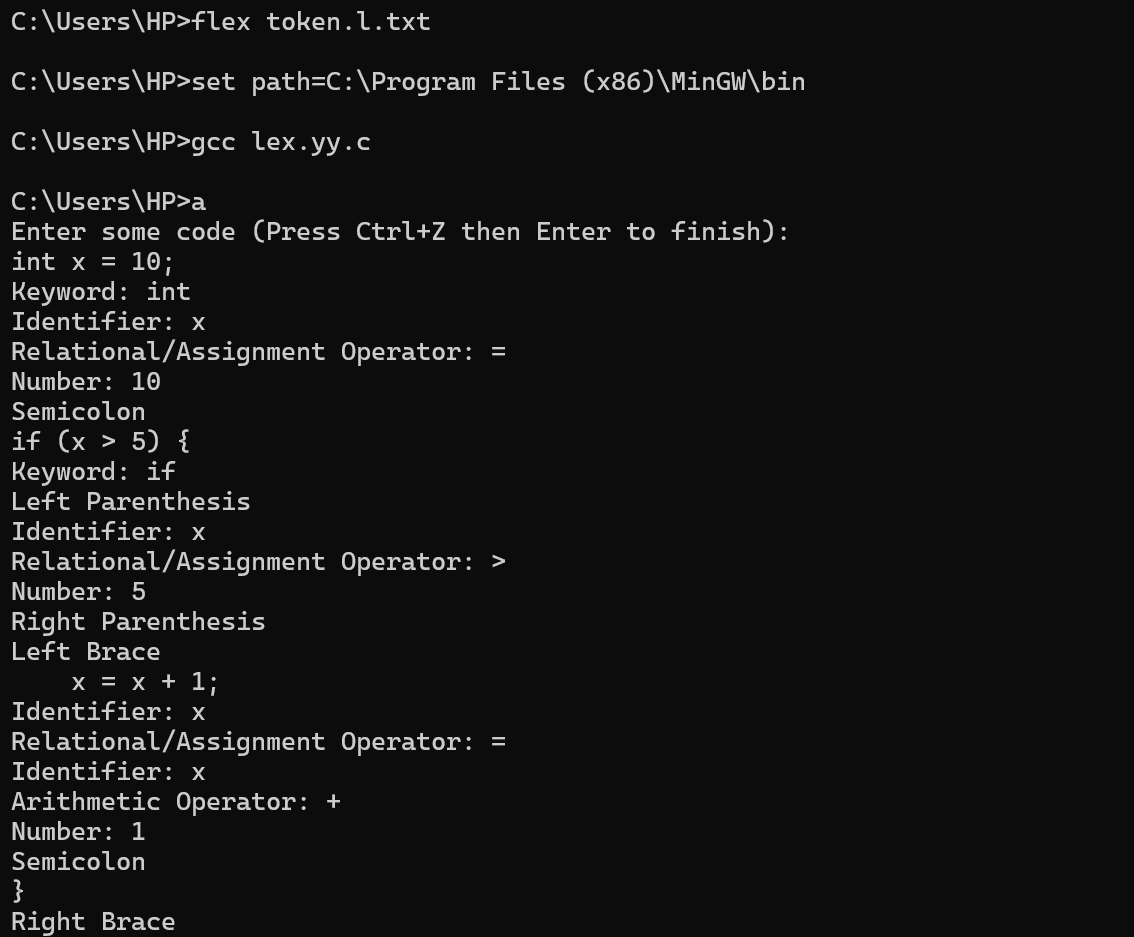 C:\Users\HP>flex token.l.txt
C:\Users\HP>set path=C:\Program Files (x86)\MinGW\bin
C:\Users\HP>gcc lex.yy.c
C:\Users\HP>a
Enter some code (Press Ctrl+Z then Enter to finish):
int x = 10;
Keyword: int
Identifier: x
Relational/Assignment Operator: =
Number: 10
Semicolon
if (x > 5) {
Keyword: if
Left Parenthesis
Identifier: x
Relational/Assignment Operator: >
Number: 5
Right Parenthesis
Left Brace
    x = x + 1;
Identifier: x
Relational/Assignment Operator: =
Identifier: x
Arithmetic Operator: +
Number: 1
Semicolon
}
Right Brace